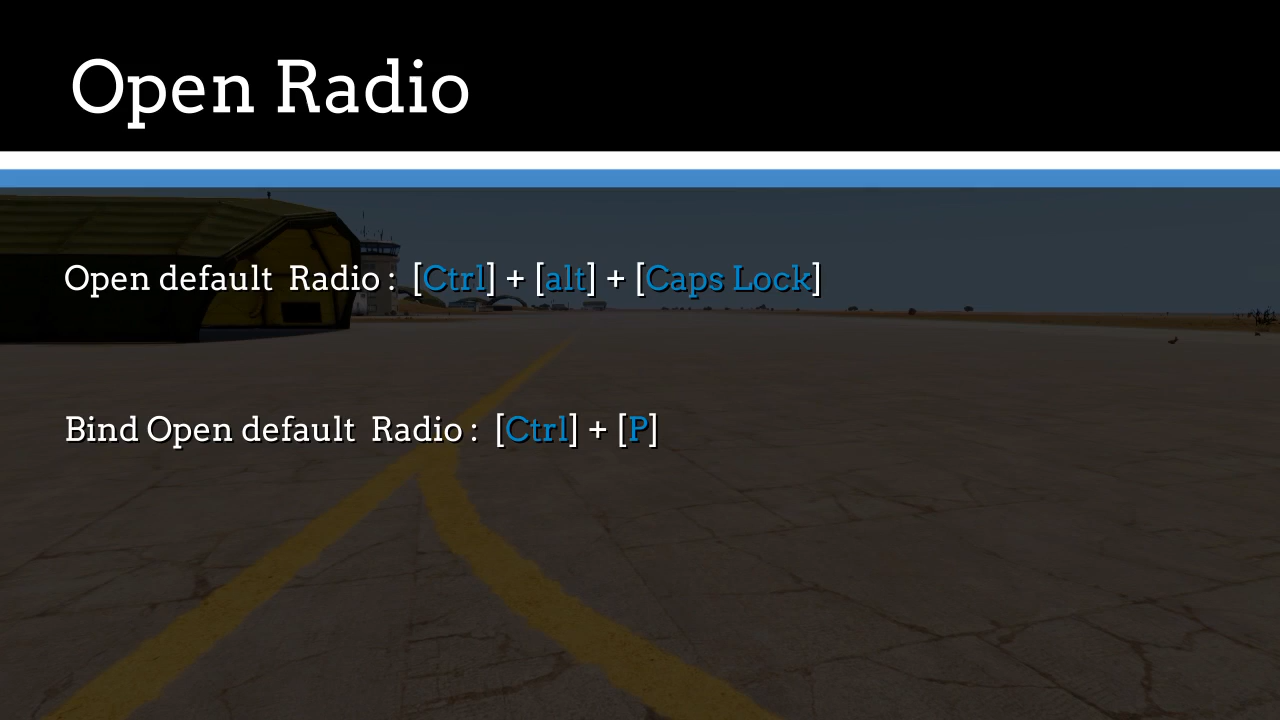 Open Radio
Open default Radio : [Ctrl] + [alt] + [Caps Lock]
Bind Open default Radio : [Ctrl] + [P]